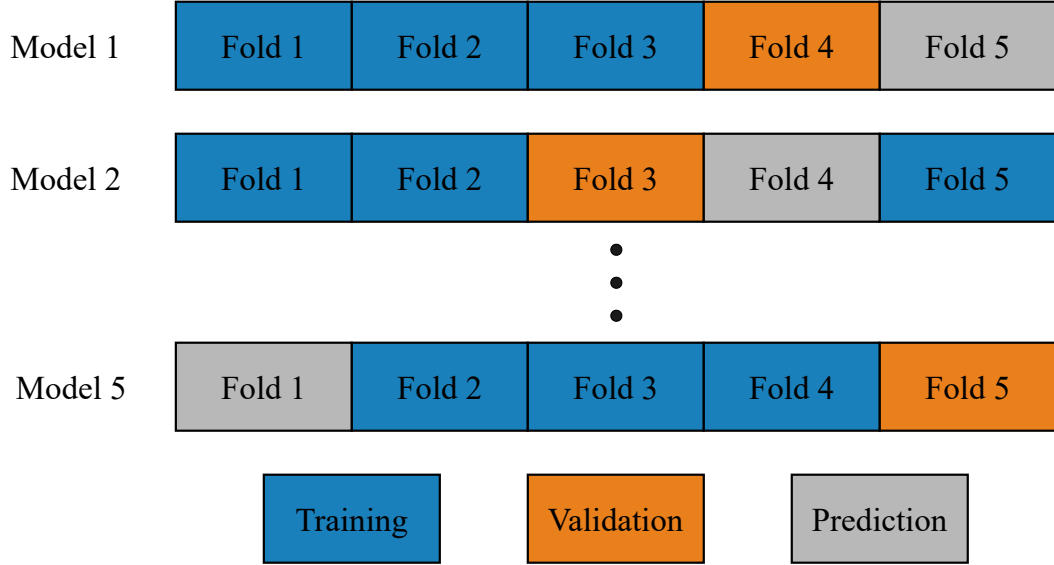 Model 1 Fold 1 Fold 2 Fold 3 Fold 4 Fold 5
Model 2 Fold 1 Fold 2 Fold 3 Fold 4 Fold 5
Model 5 Fold 1 Fold 2 Fold 3 Fold 4 Fold 5
Training Validation Prediction